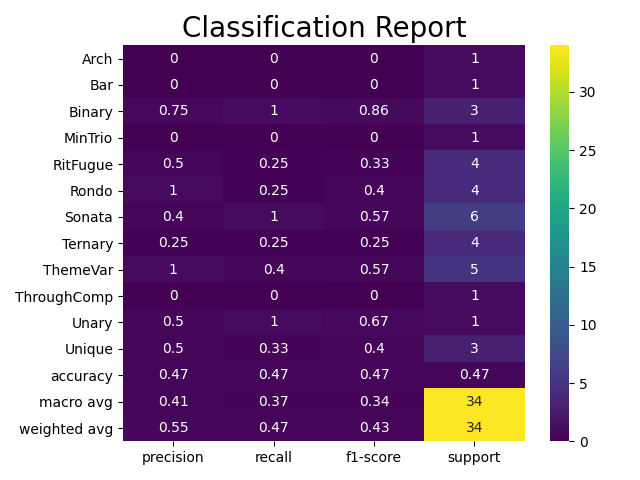 Classification Report
Arch 0 0 0 1
Bar 0 0 0 1
Binary 0.75 1 0.86 3
MinTrio 0 0 0 1
RitFugue 0.5 0.25 0.33 4
Rondo 1 0.25 0.4 4
Sonata 0.4 1 0.57 6
Ternary 0.25 0.25 0.25 4
ThemeVar 1 0.4 0.57 5
ThroughComp 0 0 0 1
Unary 0.5 1 0.67 1
Unique 0.5 0.33 0.4 3
accuracy 0.47 0.47 0.47 0.47
macro avg 0.41 0.37 0.34 34
weighted avg 0.55 0.47 0.43 34
precision recall f1-score support
30
25
20
15
10
5
0